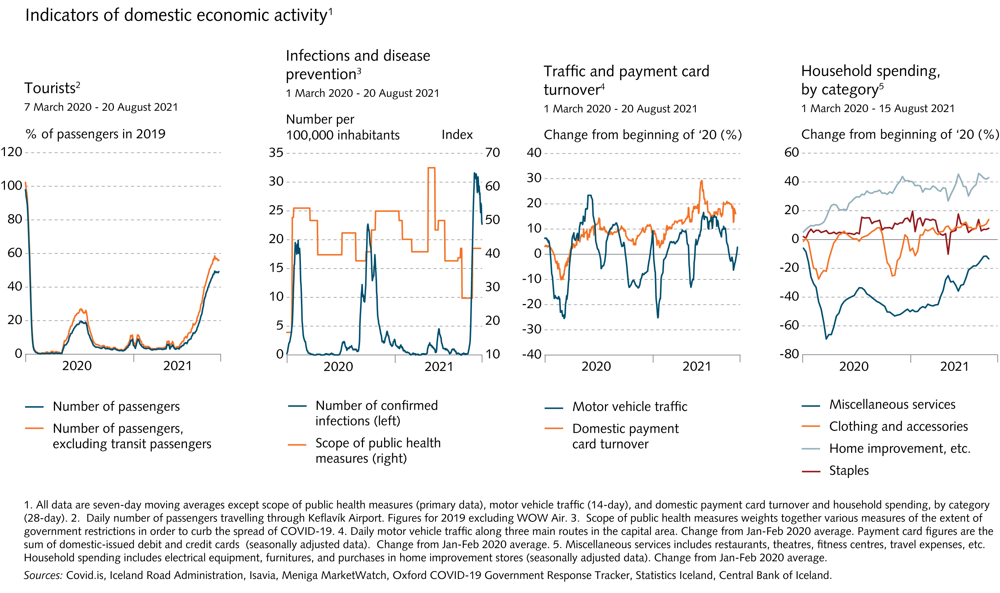 Indicators of domestic economic activity1
Tourists2
7 March 2020 - 20 August 2021
% of passengers in 2019
120
100
80
60
40
20
0
2020
2021
Number of passengers
Number of passengers,
excluding transit passengers
Infections and disease
prevention3
1 March 2020 - 20 August 2021
Number per
100,000 inhabitants
Index
35
30
25
20
15
10
5
0
70
60
50
40
30
20
10
2020
2021
Number of confirmed
infections (left)
Scope of public health
measures (right)
Traffic and payment card
turnover4
1 March 2020 - 20 August 2021
Change from beginning of ‘20 (%)
40
30
20
10
0
-10
-20
-30
-40
2020
2021
Motor vehicle traffic
Domestic payment
card turnover
Household spending,
by category5
1 March 2020 - 15 August 2021
Change from beginning of ‘20 (%)
60
40
20
0
-20
-40
-60
-80
2020
2021
Miscellaneous services
Clothing and accessories
Home improvement, etc.
Staples
1. All data are seven-day moving averages except scope of public health measures (primary data), motor vehicle traffic (14-day), and domestic payment card turnover and household spending, by category
(28-day). 2.  Daily number of passengers travelling through Keflavík Airport. Figures for 2019 excluding WOW Air. 3.  Scope of public health measures weights together various measures of the extent of
government restrictions in order to curb the spread of COVID-19. 4. Daily motor vehicle traffic along three main routes in the capital area. Change from Jan-Feb 2020 average. Payment card figures are the
sum of domestic-issued debit and credit cards  (seasonally adjusted data).  Change from Jan-Feb 2020 average. 5. Miscellaneous services includes restaurants, theatres, fitness centres, travel expenses, etc.
Household spending includes electrical equipment, furnitures, and purchases in home improvement stores (seasonally adjusted data). Change from Jan-Feb 2020 average.
Sources: Covid.is, Iceland Road Administration, Isavia, Meniga MarketWatch, Oxford COVID-19 Government Response Tracker, Statistics Iceland, Central Bank of Iceland.